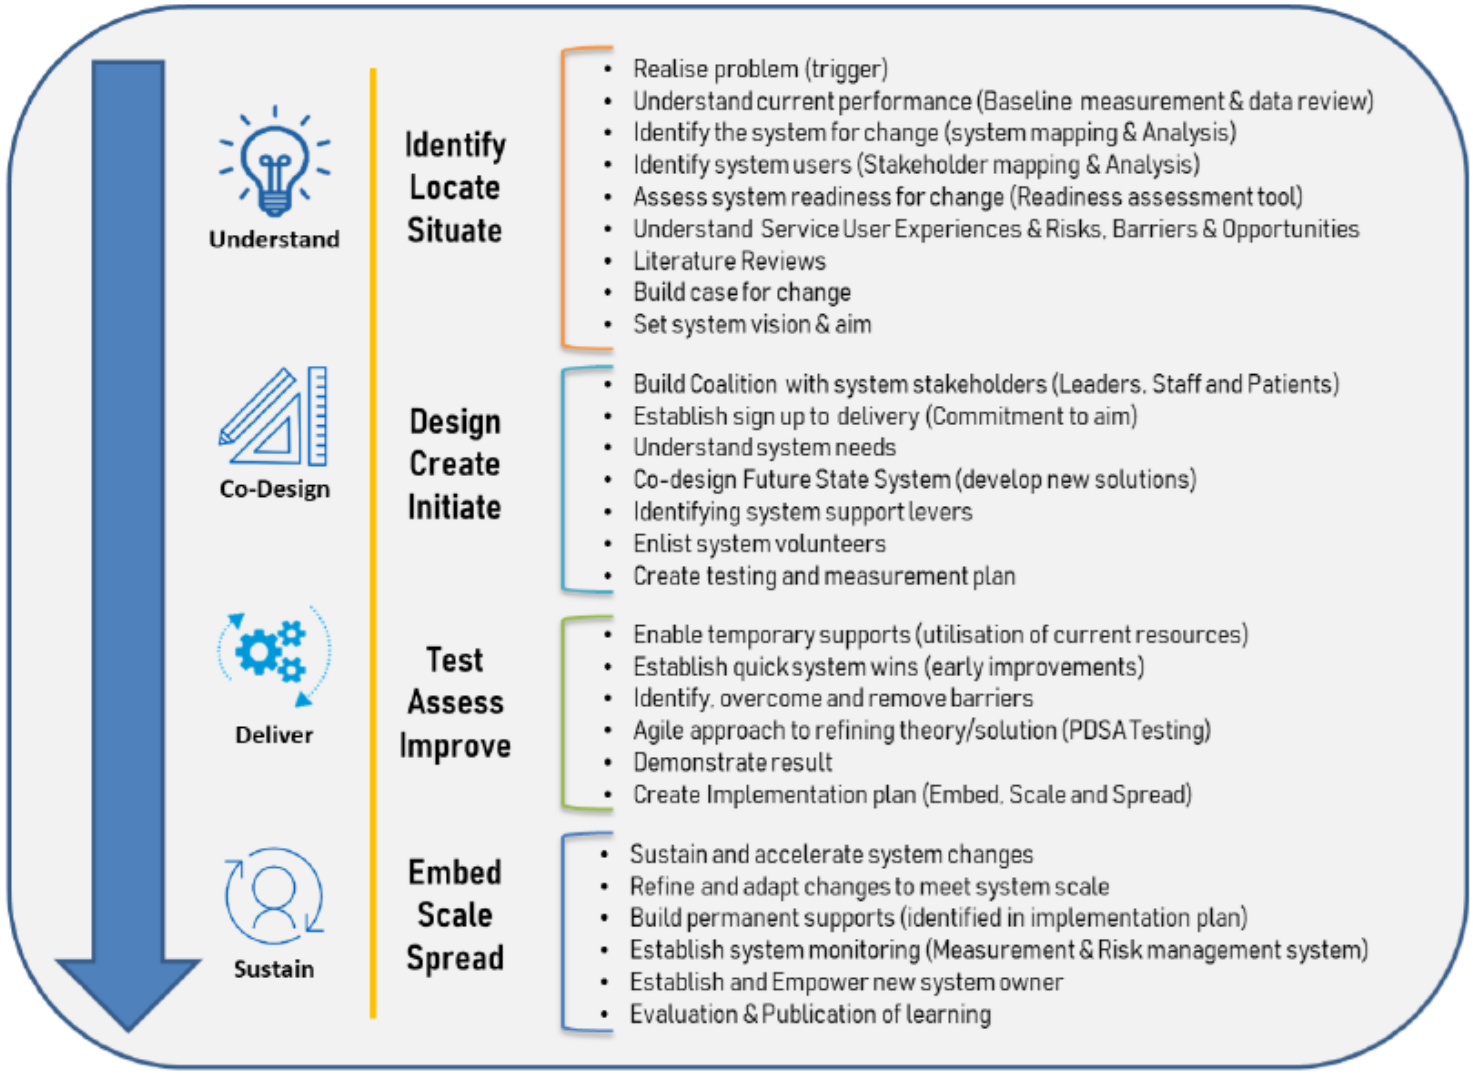 Understand
Identify
Locate
Situate
• Realise problem (trigger)
• Understand current performance (Baseline measurement & data review)
• Identify the system for change (system mapping & Analysis)
• Identify system users (Stakeholder mapping & Analysis)
• Assess system readiness for change (Readiness assessment tool)
• Understand Service User Experiences & Risks, Barriers & Opportunities
• Literature Reviews
• Build case for change
• Set system vision & aim
Co-Design
Design
Create
Initiate
• Build Coalition with system stakeholders (Leaders, Staff and Patients)
• Establish sign up to delivery (Commitment to aim)
• Understand system needs
• Co-design Future State System (develop new solutions)
• Identifying system support levers
• Enlist system volunteers
• Create testing and measurement plan
Deliver
Test
Assess
Improve
• Enable temporary supports (utilisation of current resources)
• Establish quick system wins (early improvements)
• Identify, overcome and remove barriers
• Agile approach to refining theory/solution (PDSA Testing)
• Demonstrate result
• Create Implementation plan (Embed, Scale and Spread)
Sustain
Embed
Scale
Spread
• Sustain and accelerate system changes
• Refine and adapt changes to meet system scale
• Build permanent supports (identified in implementation plan)
• Establish system monitoring (Measurement & Risk management system)
• Establish and Empower new system owner
• Evaluation & Publication of learning